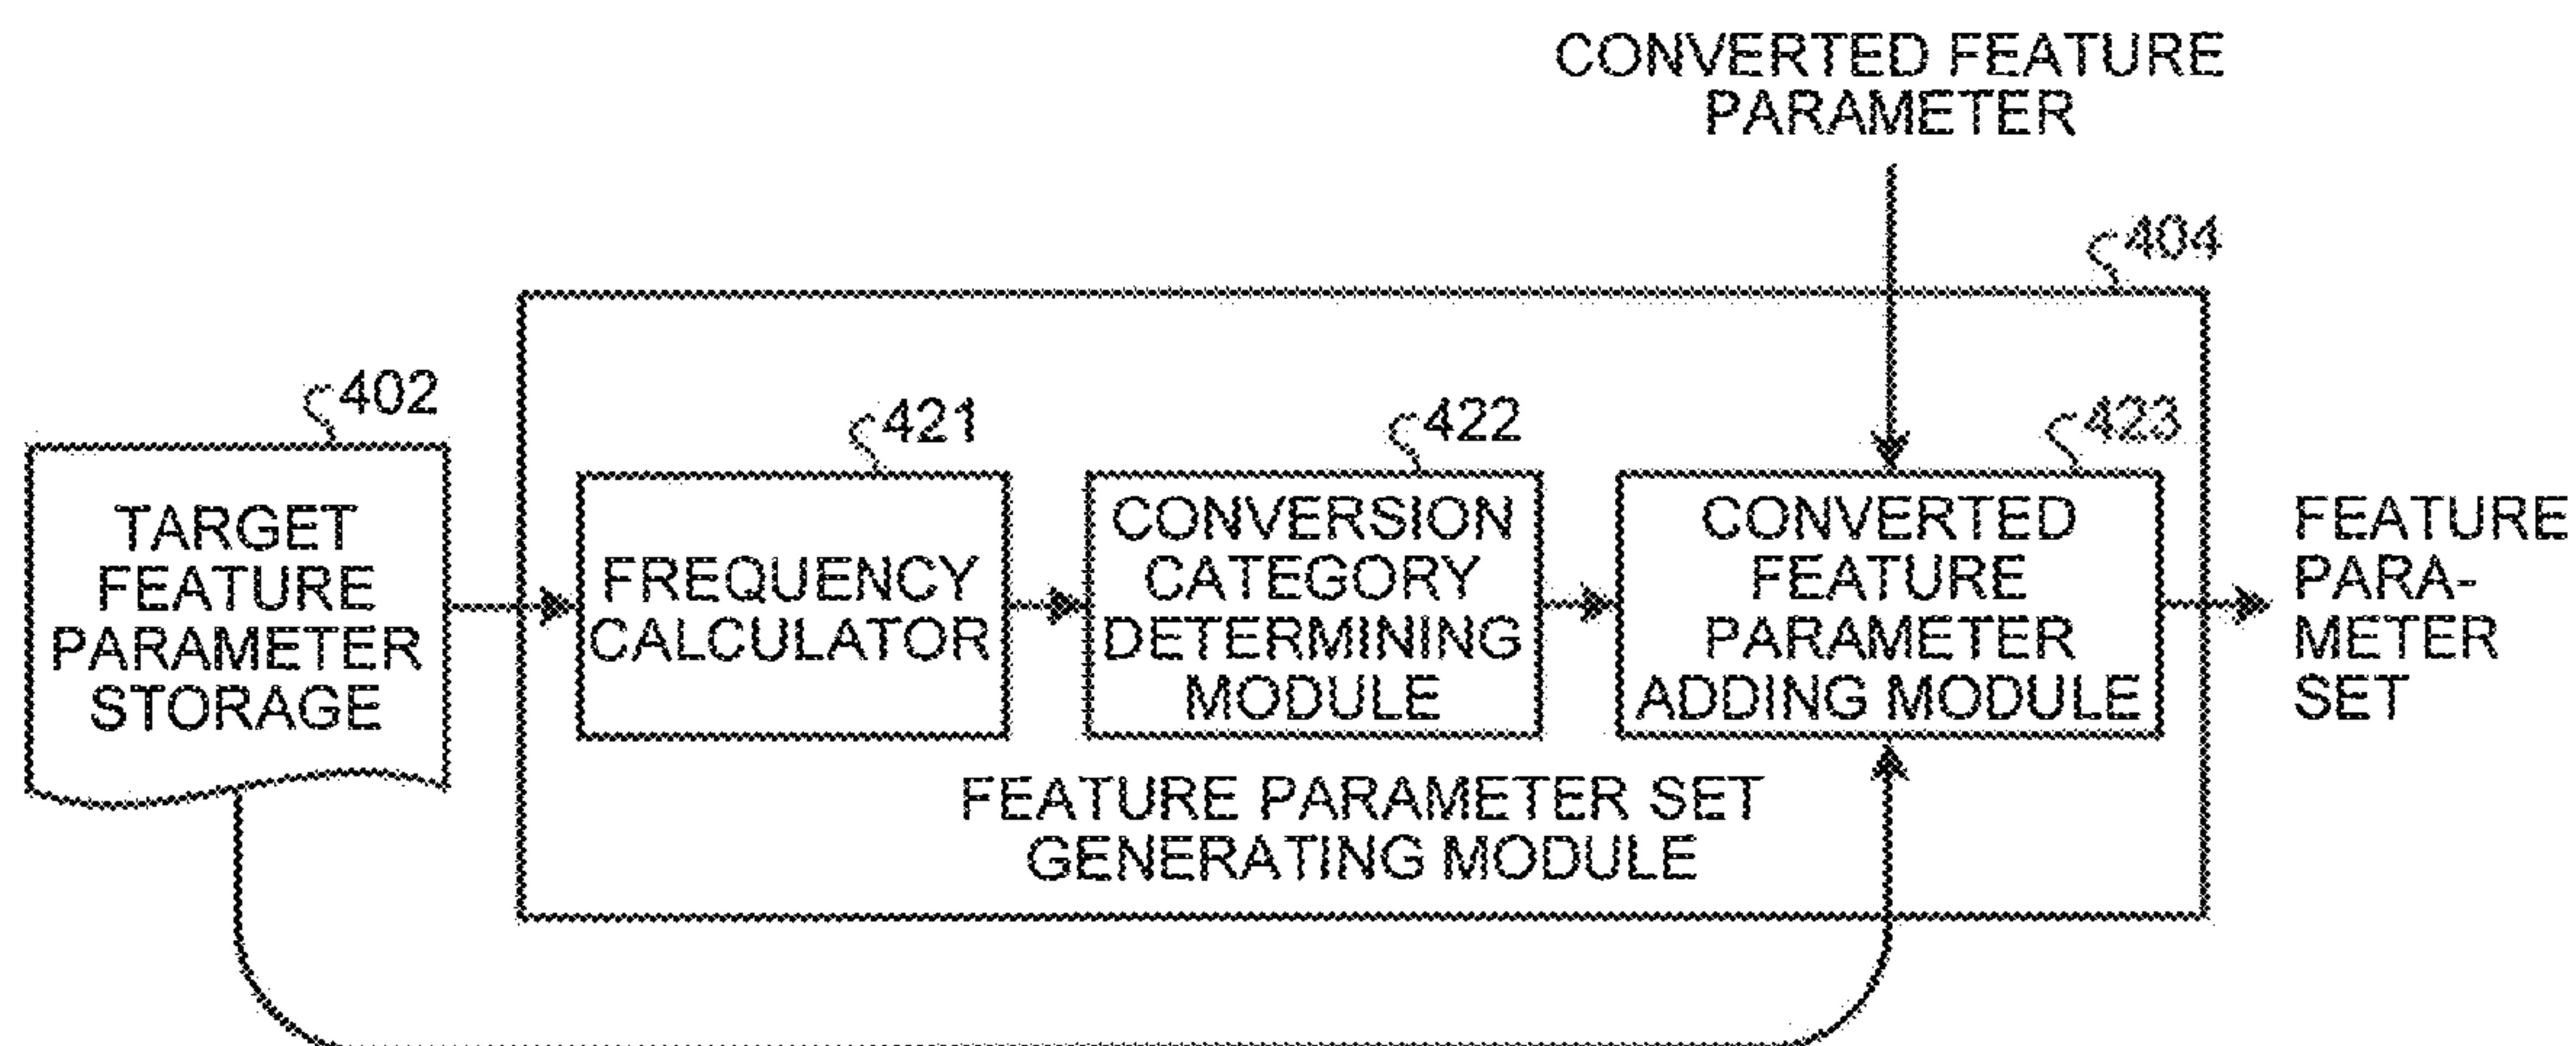 CONVERTED FEATURE
PARAMETER
404
402
421
422
423
TARGET
FEATURE
PARAMETER
STORAGE
FREQUENCY
CALCULATOR
CONVERSION
CATEGORY
DETERMINING
MODULE
CONVERTED
FEATURE
PARAMETER
ADDING MODULE
FEATURE
PARA-
METER
SET
FEATURE PARAMETER SET
GENERATING MODULE